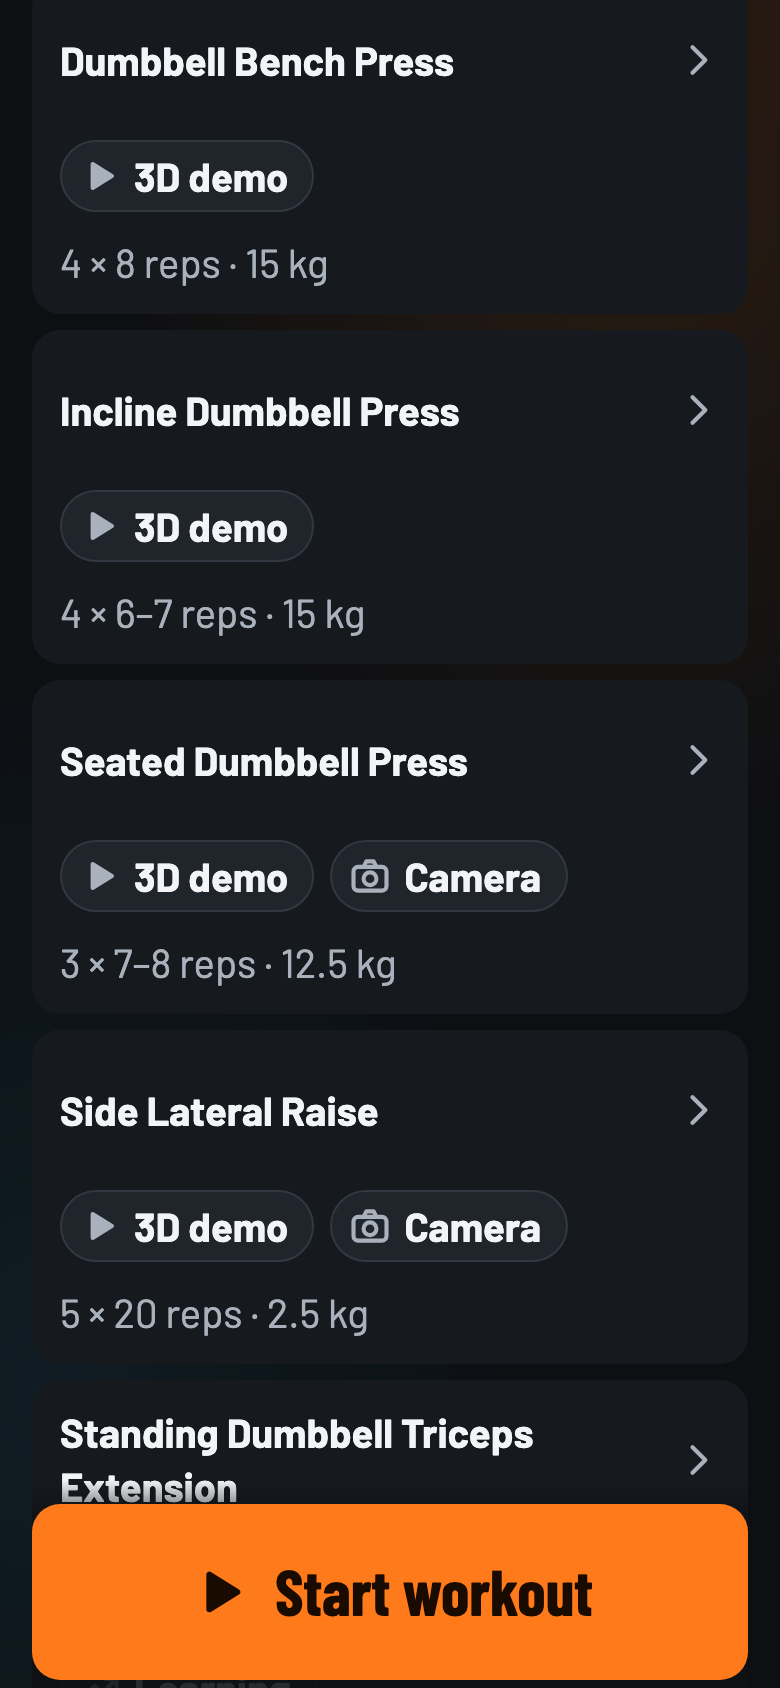 Dumbbell Bench Press
3D demo
4 × 8 reps · 15 kg
Incline Dumbbell Press
3D demo
4 × 6–7 reps · 15 kg
Seated Dumbbell Press
3D demo
Camera
3 × 7–8 reps · 12.5 kg
Side Lateral Raise
3D demo
Camera
5 × 20 reps · 2.5 kg
Standing Dumbbell Triceps
Extension
Start workout